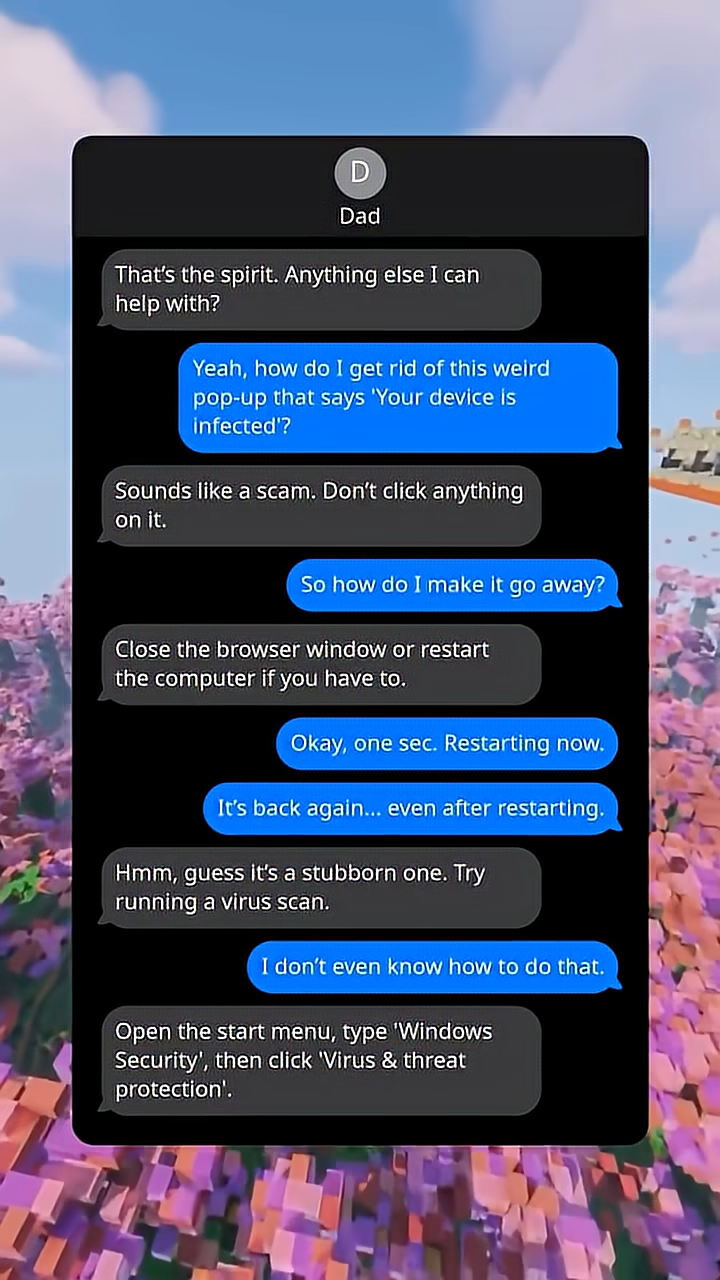 D
Dad
That's the spirit. Anything else I can
help with?
Yeah, how do I get rid of this weird
pop-up that says 'Your device is
infected'?
Sounds like a scam. Don't click anything
on it.
So how do I make it go away?
Close the browser window or restart
the computer if you have to.
Okay, one sec. Restarting now.
It's back again... even after restarting.
Hmm, guess it's a stubborn one. Try
running a virus scan.
I don't even know how to do that.
Open the start menu, type 'Windows
Security', then click 'Virus & threat
protection'.